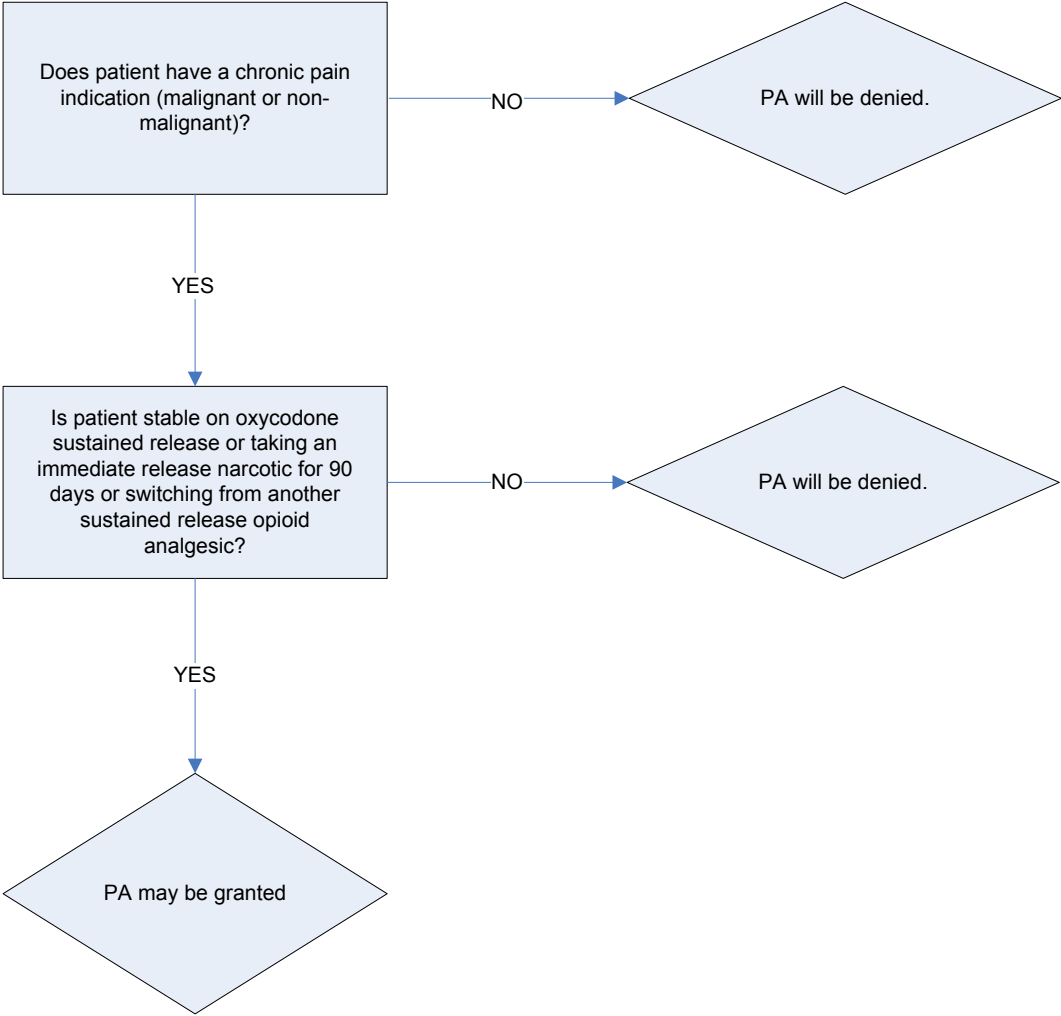 Does patient have a chronic pain
indication (malignant or non-
malignant)?
NO
PA will be denied.
YES
Is patient stable on oxycodone
sustained release or taking an
immediate release narcotic for 90
days or switching from another
sustained release opioid
analgesic?
NO
PA will be denied.
YES
PA may be granted